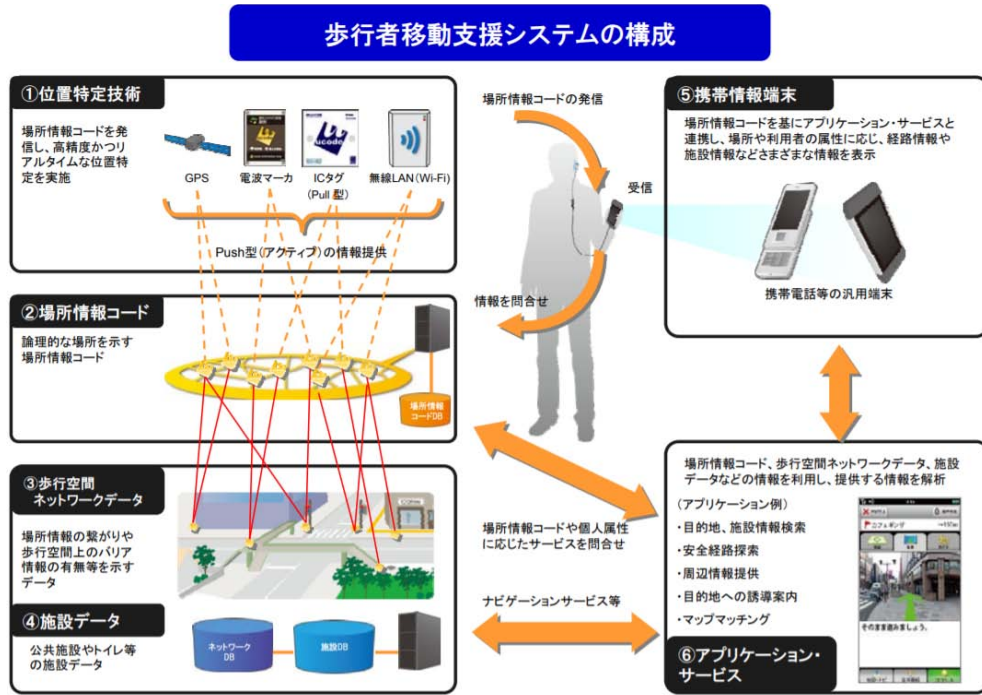 歩行者移動支援システムの構成
①位置特定技術
場所情報コードを発
信し、高精度かつリ
アルタイムな位置特
定を実施
ucode
GPS
電波マーカ
ICタグ
(Pull 型)
無線LAN(Wi-Fi)
Push型(アクティブ)の情報提供
②場所情報コード
論理的な場所を示す
場所情報コード
場所情報
コードDB
③歩行空間
ネットワークデータ
場所情報の繋がりや
歩行空間上のバリア
情報の有無等を示す
データ
④施設データ
公共施設やトイレ等
の施設データ
ネットワーク
DB
施設DB
場所情報コードの発信
受信
情報を問合せ
場所情報コードや個人属性
に応じたサービスを問合せ
ナビゲーションサービス等
⑤携帯情報端末
場所情報コードを基にアプリケーション・サービスと
連携し、場所や利用者の属性に応じ、経路情報や
施設情報などさまざまな情報を表示
携帯電話等の汎用端末
場所情報コード、歩行空間ネットワークデータ、施設
データなどの情報を利用し、提供する情報を解析
(アプリケーション例)
・目的地、施設情報検索
・安全経路探索
・周辺情報提供
・目的地への誘導案内
・マップマッチング
⑥アプリケーション・
サービス
そのまま進みましょう。